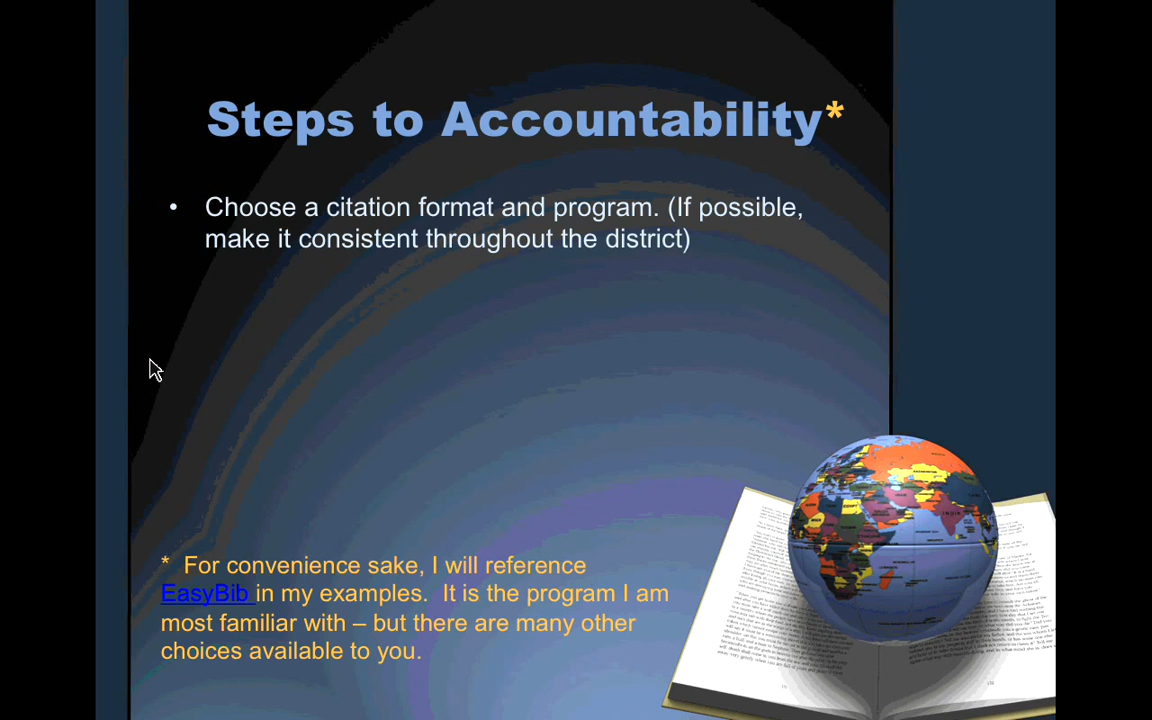 Steps to Accountability*
• Choose a citation format and program. (If possible,
make it consistent throughout the district)
* For convenience sake, I will reference
EasyBib in my examples. It is the program I am
most familiar with – but there are many other
choices available to you.